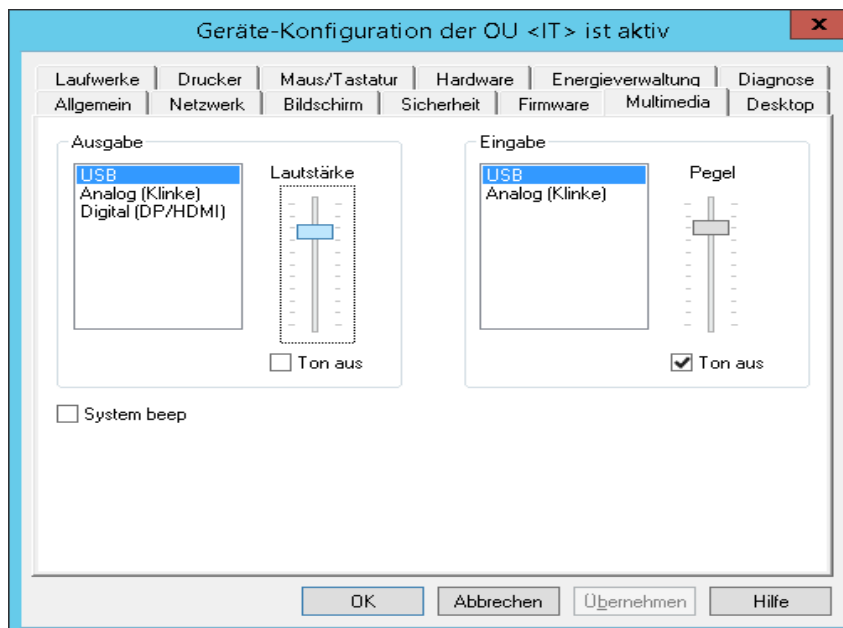 Geräte-Konfiguration der OU <IT> ist aktiv
x
Laufwerke Drucker Maus/Tastatur Hardware Energieverwaltung Diagnose
Allgemein Netzwerk Bildschirm Sicherheit Firmware Multimedia Desktop
Ausgabe
USB
Analog (Klinke)
Digital (DP/HDMI)
Lautstärke
Ton aus
Eingabe
USB
Analog (Klinke)
Pegel
Ton aus
System beep
OK Abbrechen Übernehmen Hilfe